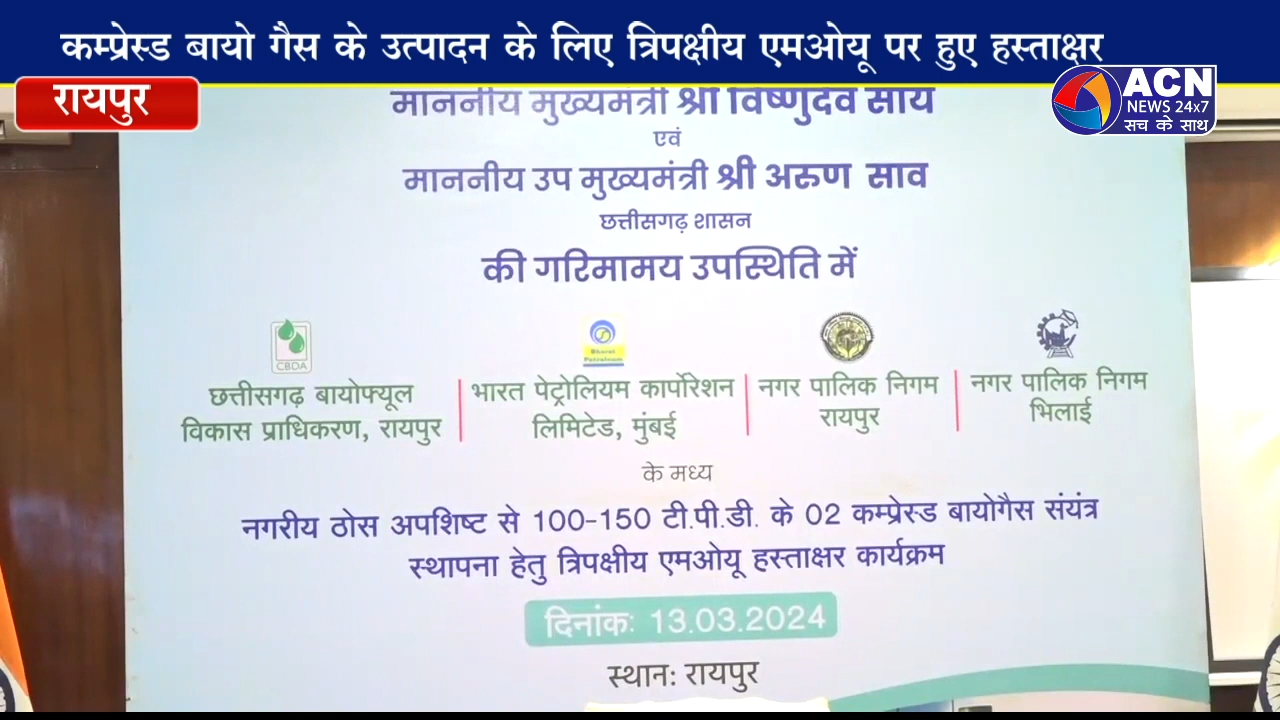 कम्प्रेस्ड बायो गैस के उत्पादन के लिए त्रिपक्षीय एमओयू पर हुए हस्ताक्षर
रायपुर
ACN
NEWS 24x7
सच के साथ
माननीय मुख्यमंत्री श्री विष्णुदेव साय
एवं
माननीय उप मुख्यमंत्री श्री अरुण साव
छत्तीसगढ़ शासन
की गरिमामय उपस्थिति में
CBDA
छत्तीसगढ़ बायोफ्यूल
विकास प्राधिकरण, रायपुर
Bharat
Petroleum
भारत पेट्रोलियम कार्पोरेशन
लिमिटेड, मुंबई
नगर पालिक निगम
रायपुर
नगर पालिक निगम
भिलाई
के मध्य
नगरीय ठोस अपशिष्ट से 100-150 टी.पी.डी. के 02 कम्प्रेस्ड बायोगैस संयंत्र
स्थापना हेतु त्रिपक्षीय एमओयू हस्ताक्षर कार्यक्रम
दिनांक: 13.03.2024
स्थान: रायपुर